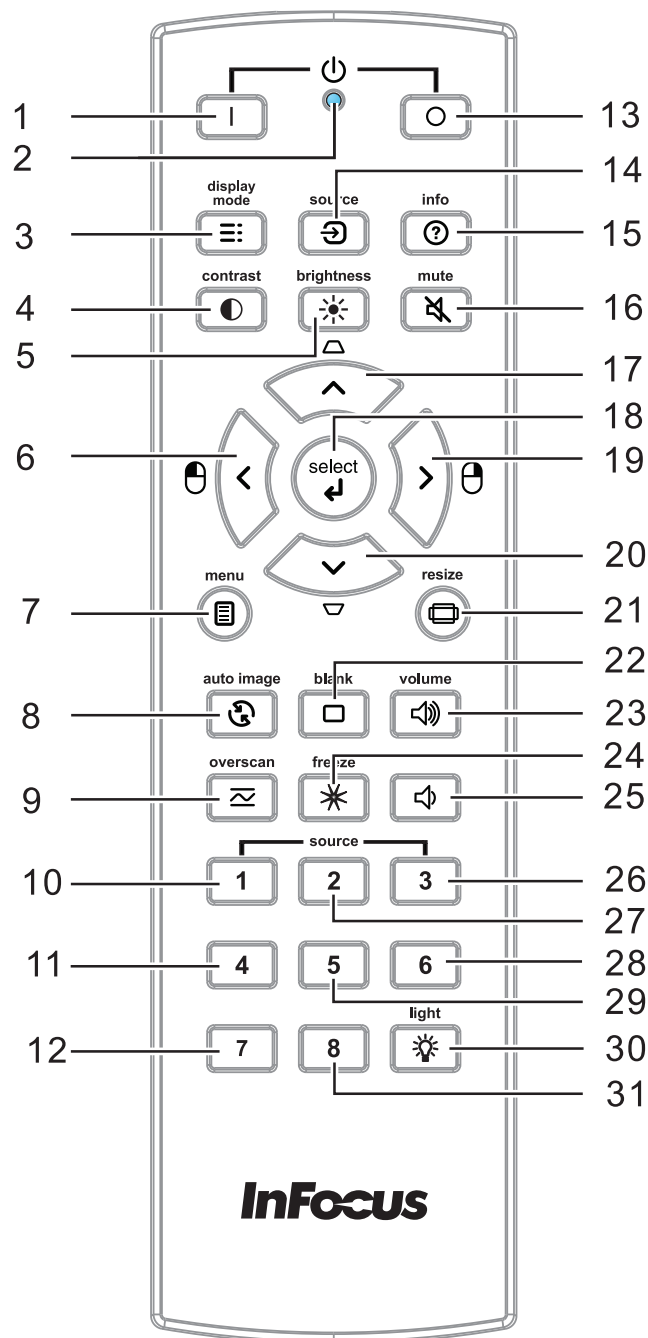 1
13
2
14
display
mode
source
info
3
15
contrast
brightness
mute
4
16
5
17
6
18
select
19
20
menu
resize
7
21
22
auto image
blank
volume
8
23
24
overscan
freeze
9
25
source
10
1
2
3
26
27
11
4
5
6
28
29
light
12
7
8
30
31
InFocus